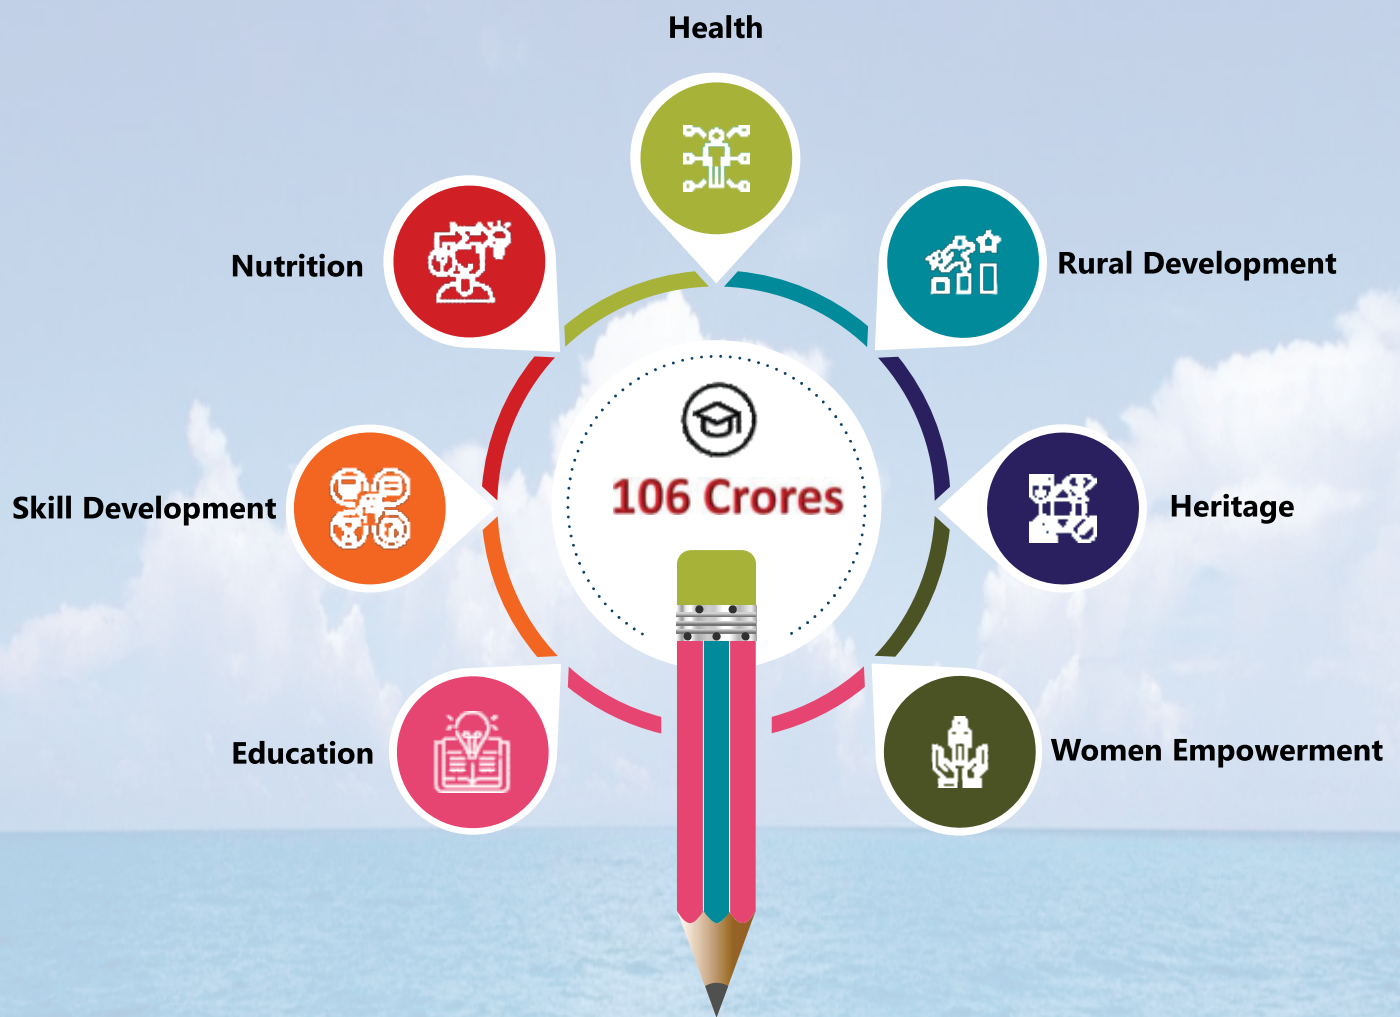 Health
Nutrition
Rural Development
106 Crores
Skill Development
Heritage
Education
Women Empowerment